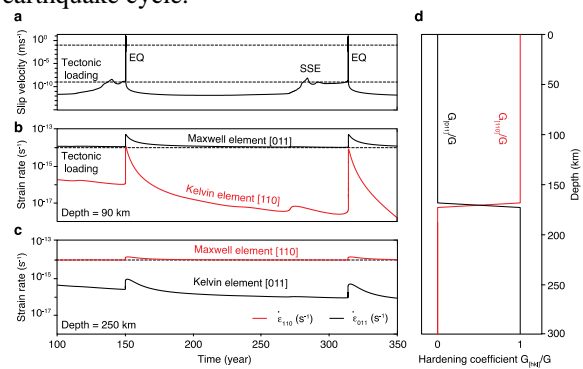 earthquake cycle.
a
Slip velocity (ms⁻¹)
10⁰
10⁻⁵
10⁻¹⁰
Tectonic
loading
EQ
SSE
EQ
b
Strain rate (s⁻¹)
10⁻¹³
10⁻¹⁵
10⁻¹⁷
Tectonic
loading
Maxwell element [011]
Kelvin element [110]
Depth = 90 km
c
Strain rate (s⁻¹)
10⁻¹³
10⁻¹⁵
10⁻¹⁷
Maxwell element [110]
Kelvin element [011]
Depth = 250 km
ε̇₁₁₀ (s⁻¹) ε̇₀₁₁ (s⁻¹)
100 150 200 250 300 350
Time (year)
d
G[011]/G
G[110]/G
0
50
100
150
200
250
300
Depth (km)
0 1
Hardening coefficient G[hkl]/G